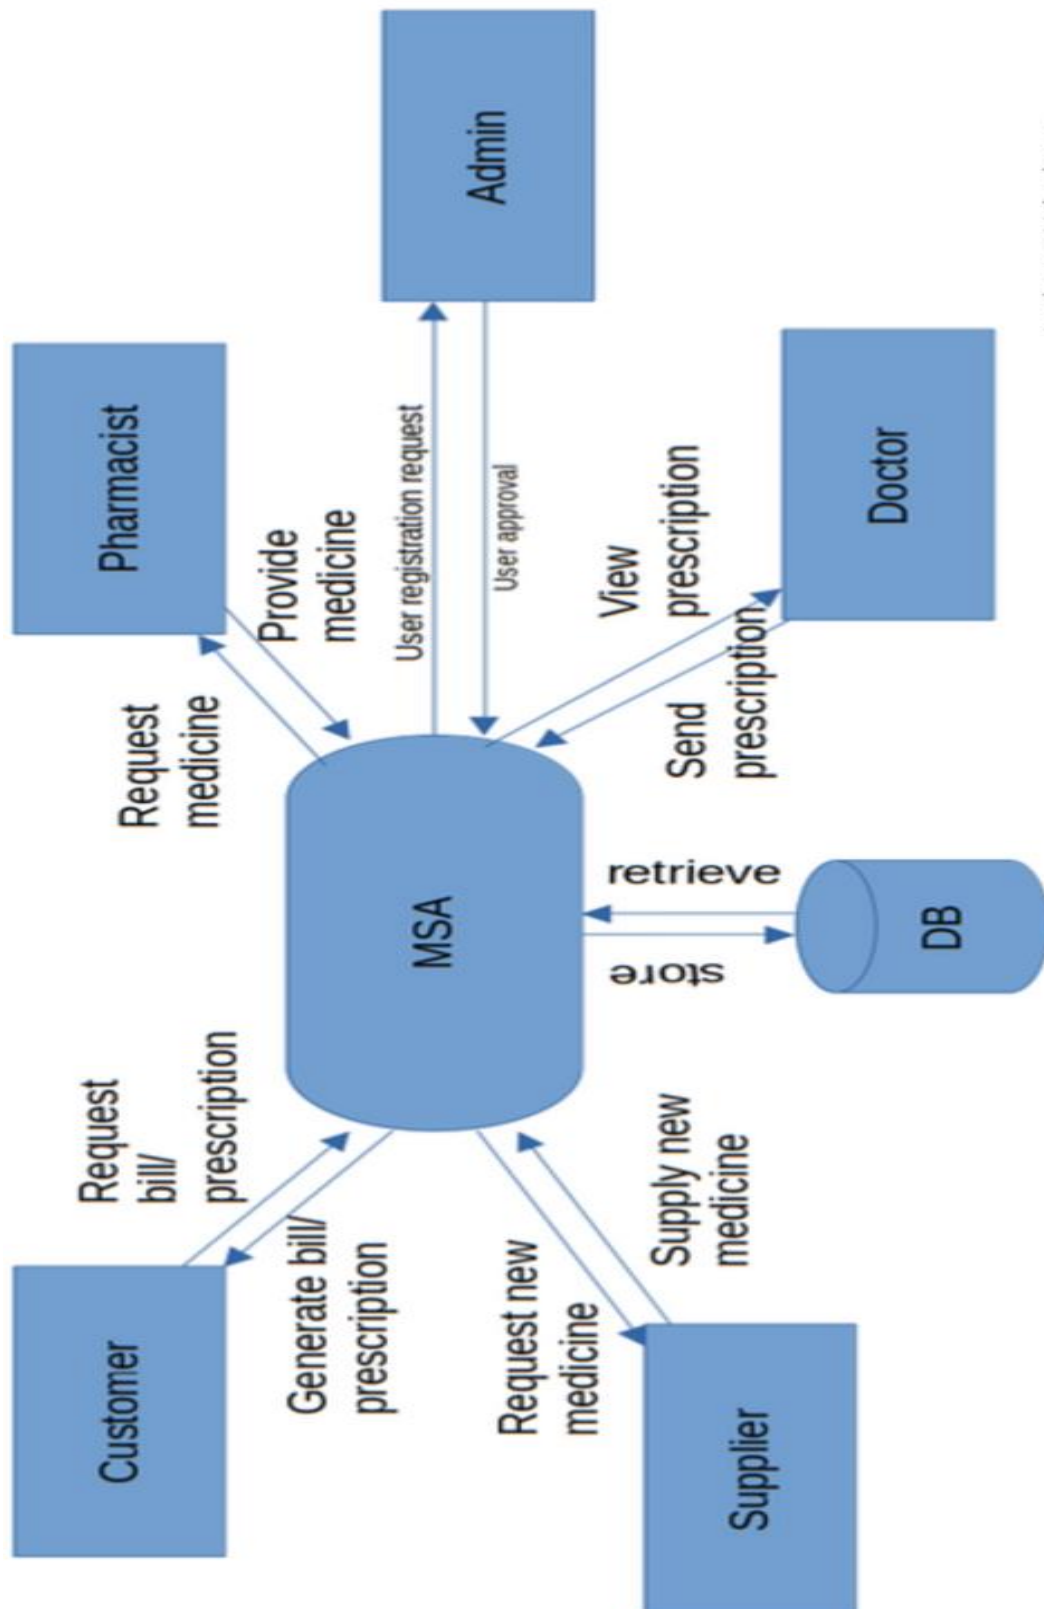 Customer
Request
bill/
prescription
Generate bill/
prescription
Request
medicine
Pharmacist
Provide
medicine
MSA
User registration request
User approval
Admin
Request new
medicine
Supply new
medicine
Supplier
store
retrieve
DB
View
prescription
Send
prescription
Doctor